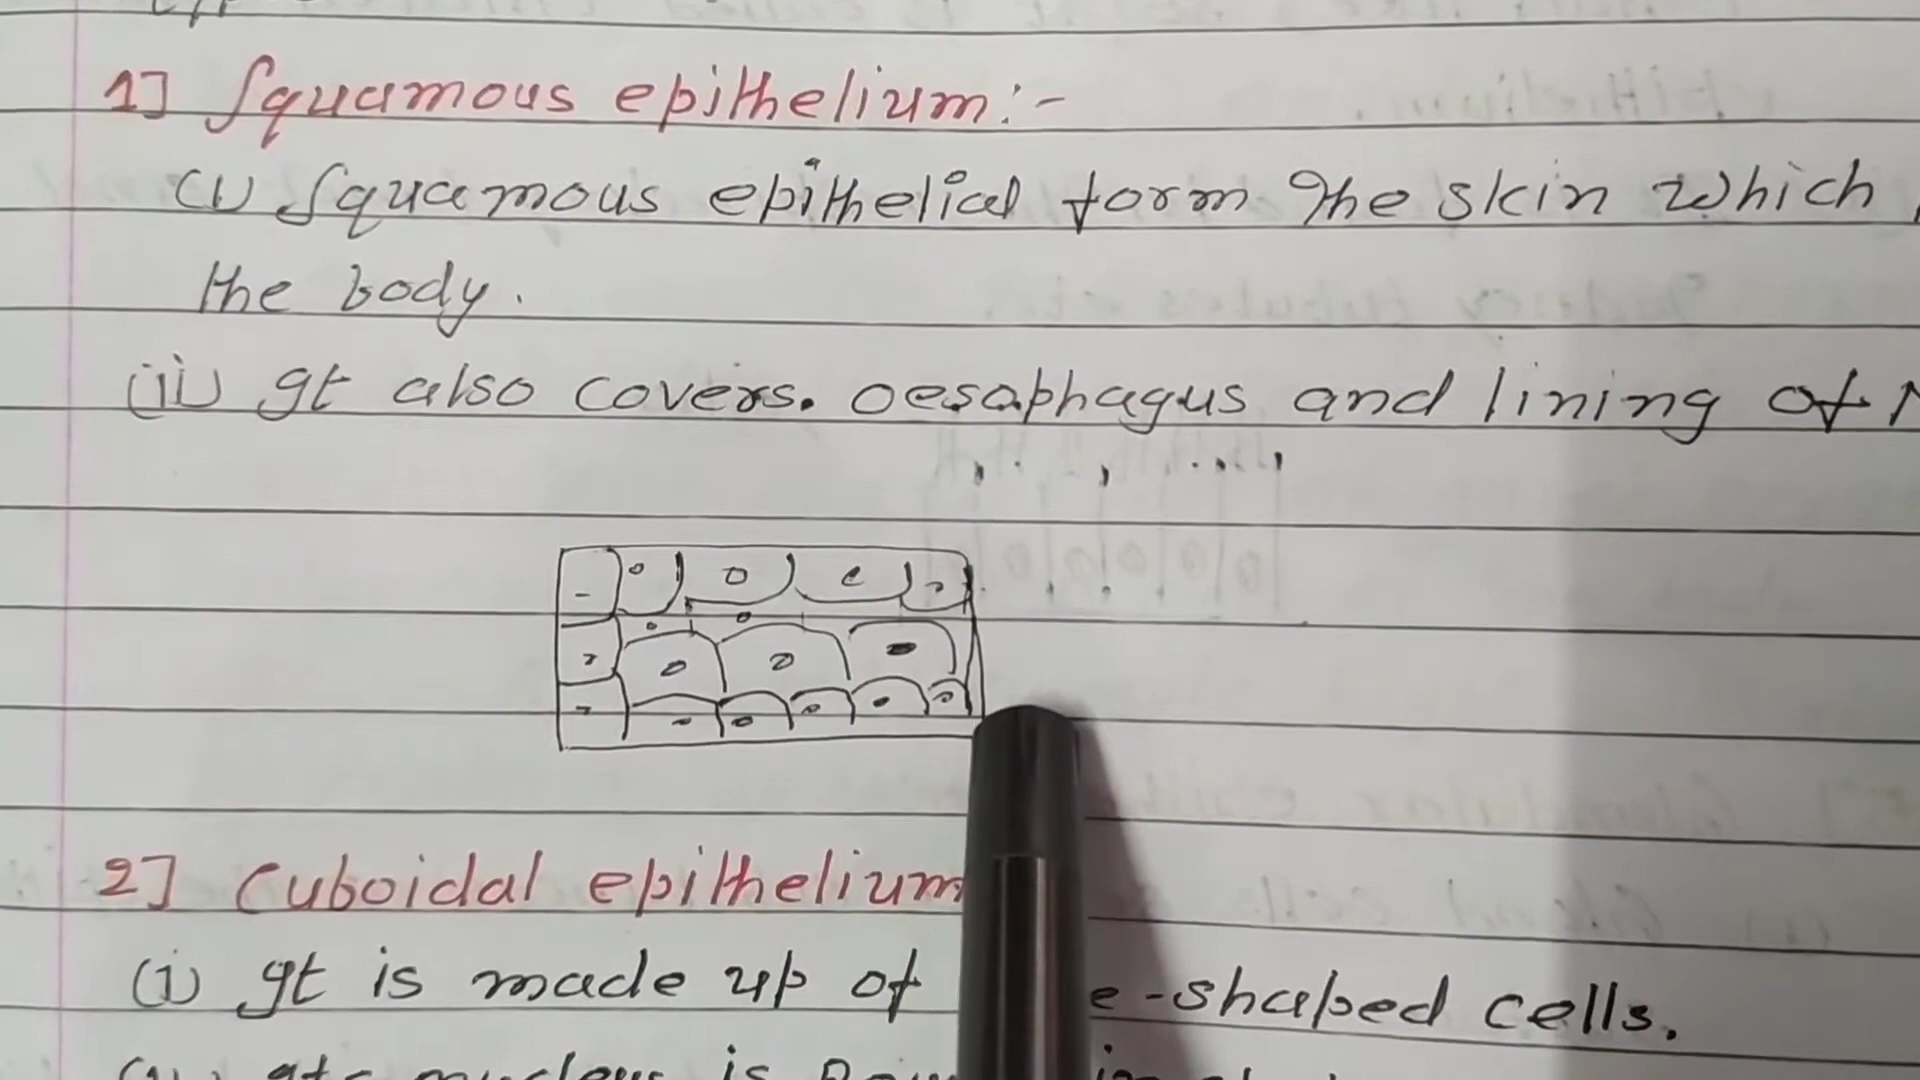 1] Squamous epithelium:-
(i) Squamous epithelial form the skin which
the body.
(ii) It also covers. oesophagus and lining of
2] Cuboidal epithelium
(i) It is made up of e-shaped cells.
is